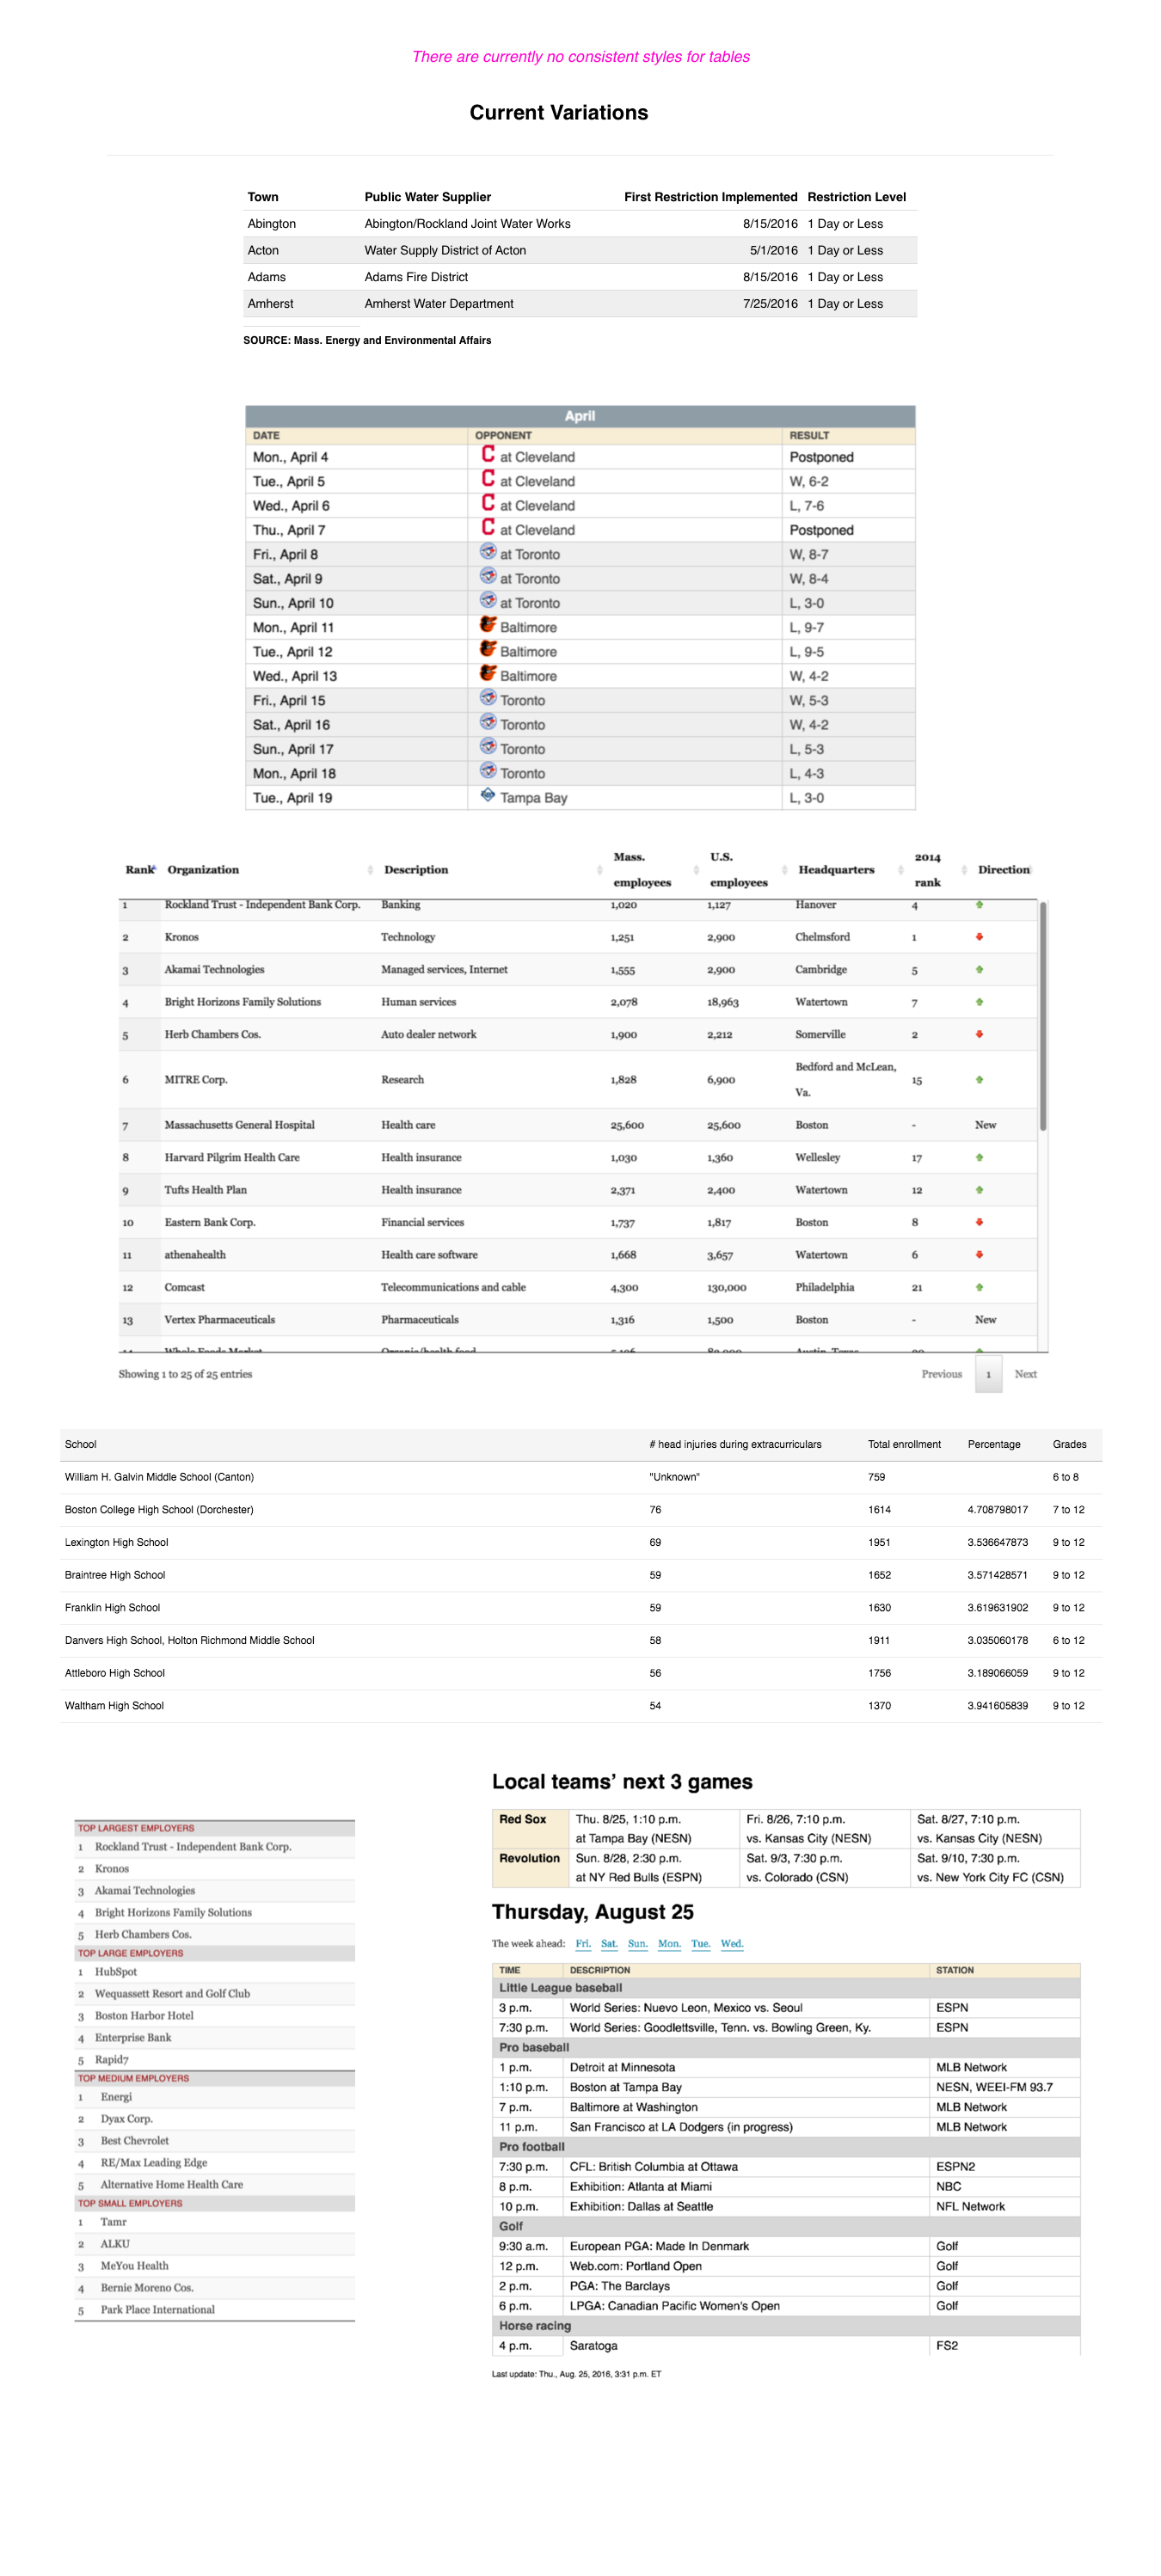 There are currently no consistent styles for tables
Current Variations
Town Public Water Supplier First Restriction Implemented Restriction Level
Abington Abington/Rockland Joint Water Works 8/15/2016 1 Day or Less
Acton Water Supply District of Acton 5/1/2016 1 Day or Less
Adams Adams Fire District 8/15/2016 1 Day or Less
Amherst Amherst Water Department 7/25/2016 1 Day or Less
SOURCE: Mass. Energy and Environmental Affairs
April
DATE OPPONENT RESULT
Mon., April 4 C at Cleveland Postponed
Tue., April 5 C at Cleveland W, 6-2
Wed., April 6 C at Cleveland L, 7-6
Thu., April 7 C at Cleveland Postponed
Fri., April 8 at Toronto W, 8-7
Sat., April 9 at Toronto W, 8-4
Sun., April 10 at Toronto L, 3-0
Mon., April 11 Baltimore L, 9-7
Tue., April 12 Baltimore L, 9-5
Wed., April 13 Baltimore W, 4-2
Fri., April 15 Toronto W, 5-3
Sat., April 16 Toronto W, 4-2
Sun., April 17 Toronto L, 5-3
Mon., April 18 Toronto L, 4-3
Tue., April 19 Tampa Bay L, 3-0
Rank Organization Description Mass. employees U.S. employees Headquarters 2014 rank Direction
1 Rockland Trust - Independent Bank Corp. Banking 1,020 1,127 Hanover 4
2 Kronos Technology 1,251 2,900 Chelmsford 1
3 Akamai Technologies Managed services, Internet 1,555 2,900 Cambridge 5
4 Bright Horizons Family Solutions Human services 2,078 18,963 Watertown 7
5 Herb Chambers Cos. Auto dealer network 1,900 2,212 Somerville 2
6 MITRE Corp. Research 1,828 6,900 Bedford and McLean, Va. 15
7 Massachusetts General Hospital Health care 25,600 25,600 Boston - New
8 Harvard Pilgrim Health Care Health insurance 1,030 1,360 Wellesley 17
9 Tufts Health Plan Health insurance 2,371 2,400 Watertown 12
10 Eastern Bank Corp. Financial services 1,737 1,817 Boston 8
11 athenahealth Health care software 1,668 3,657 Watertown 6
12 Comcast Telecommunications and cable 4,300 130,000 Philadelphia 21
13 Vertex Pharmaceuticals Pharmaceuticals 1,316 1,500 Boston - New
Whole Foods Market Organic/health food Austin, Texas
Showing 1 to 25 of 25 entries Previous 1 Next
School # head injuries during extracurriculars Total enrollment Percentage Grades
William H. Galvin Middle School (Canton) "Unknown" 759 6 to 8
Boston College High School (Dorchester) 76 1614 4.708798017 7 to 12
Lexington High School 69 1951 3.536647873 9 to 12
Braintree High School 59 1652 3.571428571 9 to 12
Franklin High School 59 1630 3.619631902 9 to 12
Danvers High School, Holton Richmond Middle School 58 1911 3.035060178 6 to 12
Attleboro High School 56 1756 3.189066059 9 to 12
Waltham High School 54 1370 3.941605839 9 to 12
TOP LARGEST EMPLOYERS
1 Rockland Trust - Independent Bank Corp.
2 Kronos
3 Akamai Technologies
4 Bright Horizons Family Solutions
5 Herb Chambers Cos.
TOP LARGE EMPLOYERS
1 HubSpot
2 Wequassett Resort and Golf Club
3 Boston Harbor Hotel
4 Enterprise Bank
5 Rapid7
TOP MEDIUM EMPLOYERS
1 Energi
2 Dyax Corp.
3 Best Chevrolet
4 RE/Max Leading Edge
5 Alternative Home Health Care
TOP SMALL EMPLOYERS
1 Tamr
2 ALKU
3 MeYou Health
4 Bernie Moreno Cos.
5 Park Place International
Local teams’ next 3 games
Red Sox Thu. 8/25, 1:10 p.m. Fri. 8/26, 7:10 p.m. Sat. 8/27, 7:10 p.m.
at Tampa Bay (NESN) vs. Kansas City (NESN) vs. Kansas City (NESN)
Revolution Sun. 8/28, 2:30 p.m. Sat. 9/3, 7:30 p.m. Sat. 9/10, 7:30 p.m.
at NY Red Bulls (ESPN) vs. Colorado (CSN) vs. New York City FC (CSN)
Thursday, August 25
The week ahead: Fri. Sat. Sun. Mon. Tue. Wed.
TIME DESCRIPTION STATION
Little League baseball
3 p.m. World Series: Nuevo Leon, Mexico vs. Seoul ESPN
7:30 p.m. World Series: Goodlettsville, Tenn. vs. Bowling Green, Ky. ESPN
Pro baseball
1 p.m. Detroit at Minnesota MLB Network
1:10 p.m. Boston at Tampa Bay NESN, WEEI-FM 93.7
7 p.m. Baltimore at Washington MLB Network
11 p.m. San Francisco at LA Dodgers (in progress) MLB Network
Pro football
7:30 p.m. CFL: British Columbia at Ottawa ESPN2
8 p.m. Exhibition: Atlanta at Miami NBC
10 p.m. Exhibition: Dallas at Seattle NFL Network
Golf
9:30 a.m. European PGA: Made In Denmark Golf
12 p.m. Web.com: Portland Open Golf
2 p.m. PGA: The Barclays Golf
6 p.m. LPGA: Canadian Pacific Women's Open Golf
Horse racing
4 p.m. Saratoga FS2
Last update: Thu., Aug. 25, 2016, 3:31 p.m. ET